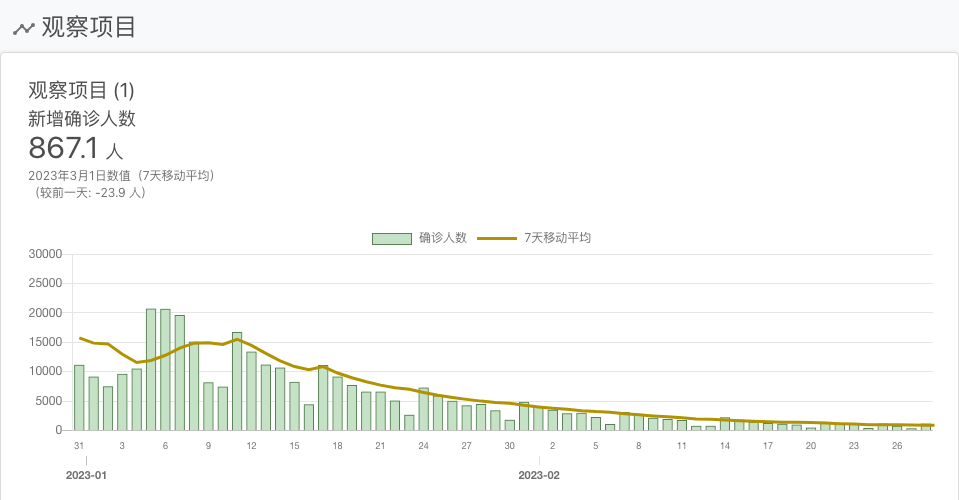 观察项目
观察项目 (1)
新增确诊人数
867.1 人
2023年3月1日数值（7天移动平均）
（较前一天: -23.9 人）
确诊人数 7天移动平均
30000
25000
20000
15000
10000
5000
0
31 3 6 9 12 15 18 21 24 27 30 2 5 8 11 14 17 20 23 26
2023-01 2023-02